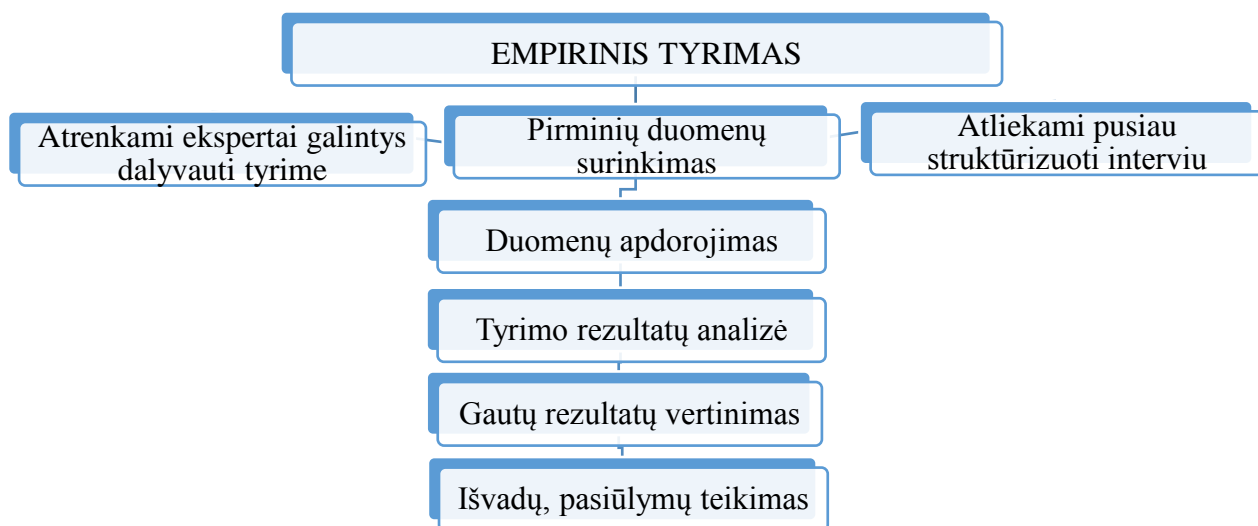 EMPIRINIS TYRIMAS
Atrenkami ekspertai galintys
dalyvauti tyrime
Pirminių duomenų
surinkimas
Atliekami pusiau
struktūrizuoti interviu
Duomenų apdorojimas
Tyrimo rezultatų analizė
Gautų rezultatų vertinimas
Išvadų, pasiūlymų teikimas